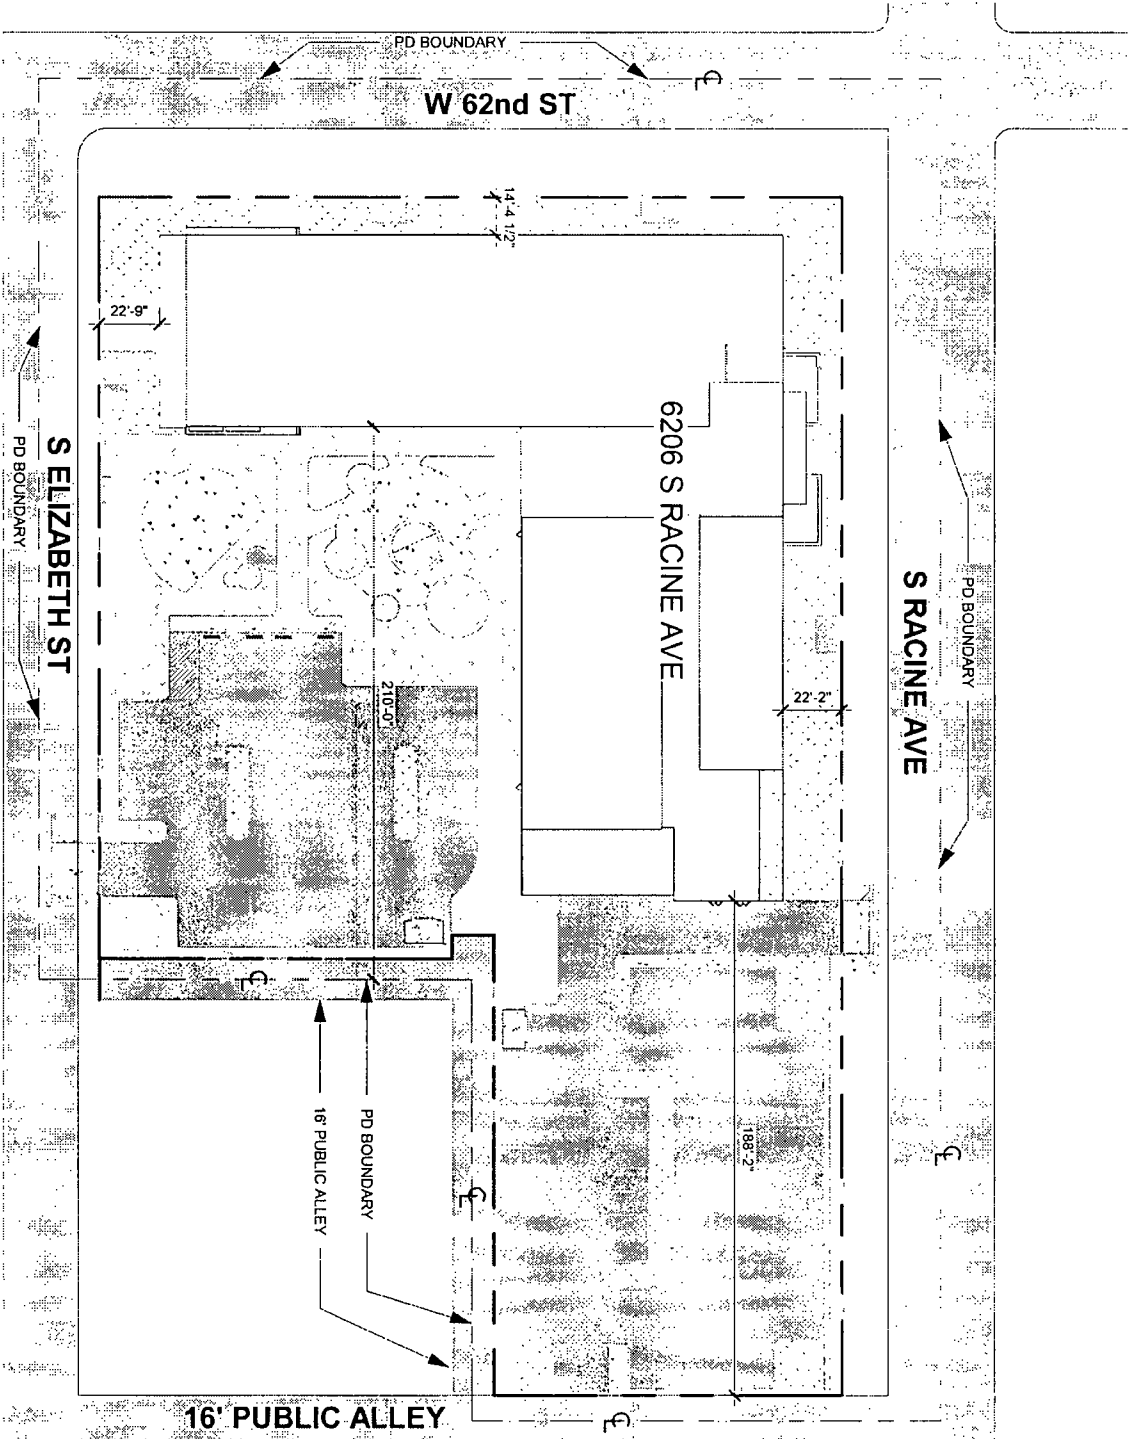 PD BOUNDARY
W 62nd ST
℄
14'-4 1/2"
22'-9"
6206 S RACINE AVE
S ELIZABETH ST
PD BOUNDARY
S RACINE AVE
PD BOUNDARY
210'-0"
22'-2"
℄
188'-2"
℄
PD BOUNDARY
16' PUBLIC ALLEY
℄
16' PUBLIC ALLEY
℄